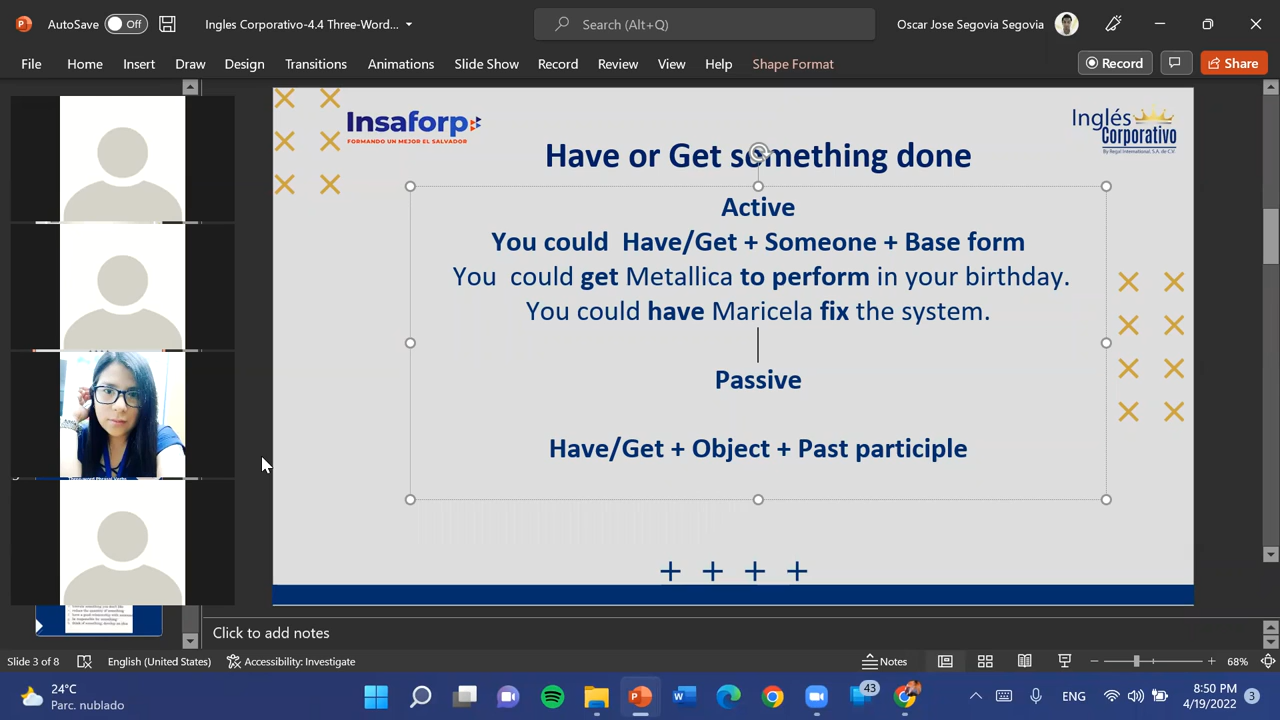 AutoSave Off Ingles Corporativo-4.4 Three-Word... Search (Alt+Q) Oscar Jose Segovia Segovia
File Home Insert Draw Design Transitions Animations Slide Show Record Review View Help Shape Format Record Share
Insaforp
FORMANDO UN MEJOR EL SALVADOR
Inglés
Corporativo
By Regal International, S.A. de C.V.
Have or Get something done
Active
You could Have/Get + Someone + Base form
You could get Metallica to perform in your birthday.
You could have Maricela fix the system.
Passive
Have/Get + Object + Past participle
Click to add notes
Slide 3 of 8 English (United States) Accessibility: Investigate Notes 68%
24°C
Parc. nublado
43
ENG
8:50 PM
4/19/2022
3